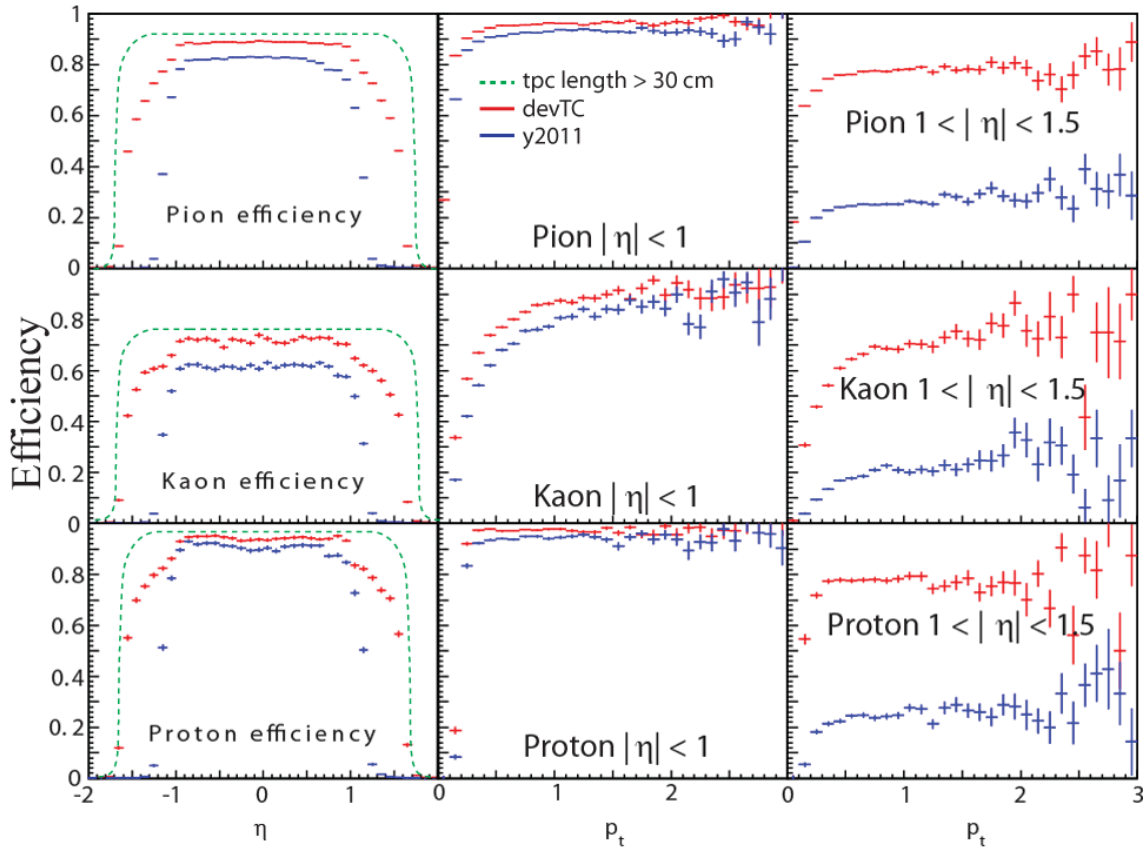 1
0.8
0.6
0.4
0.2
0
Pion efficiency
tpc length > 30 cm
devTC
y2011
Pion | η| < 1
Pion 1 < | η| < 1.5
Efficiency
0.8
0.6
0.4
0.2
0
Kaon efficiency
Kaon | η| < 1
Kaon 1 < | η| < 1.5
0.8
0.6
0.4
0.2
0
Proton efficiency
Proton | η| < 1
Proton 1 < | η| < 1.5
-2 -1 0 1 0 1 2 0 1 2 3
η p_t p_t